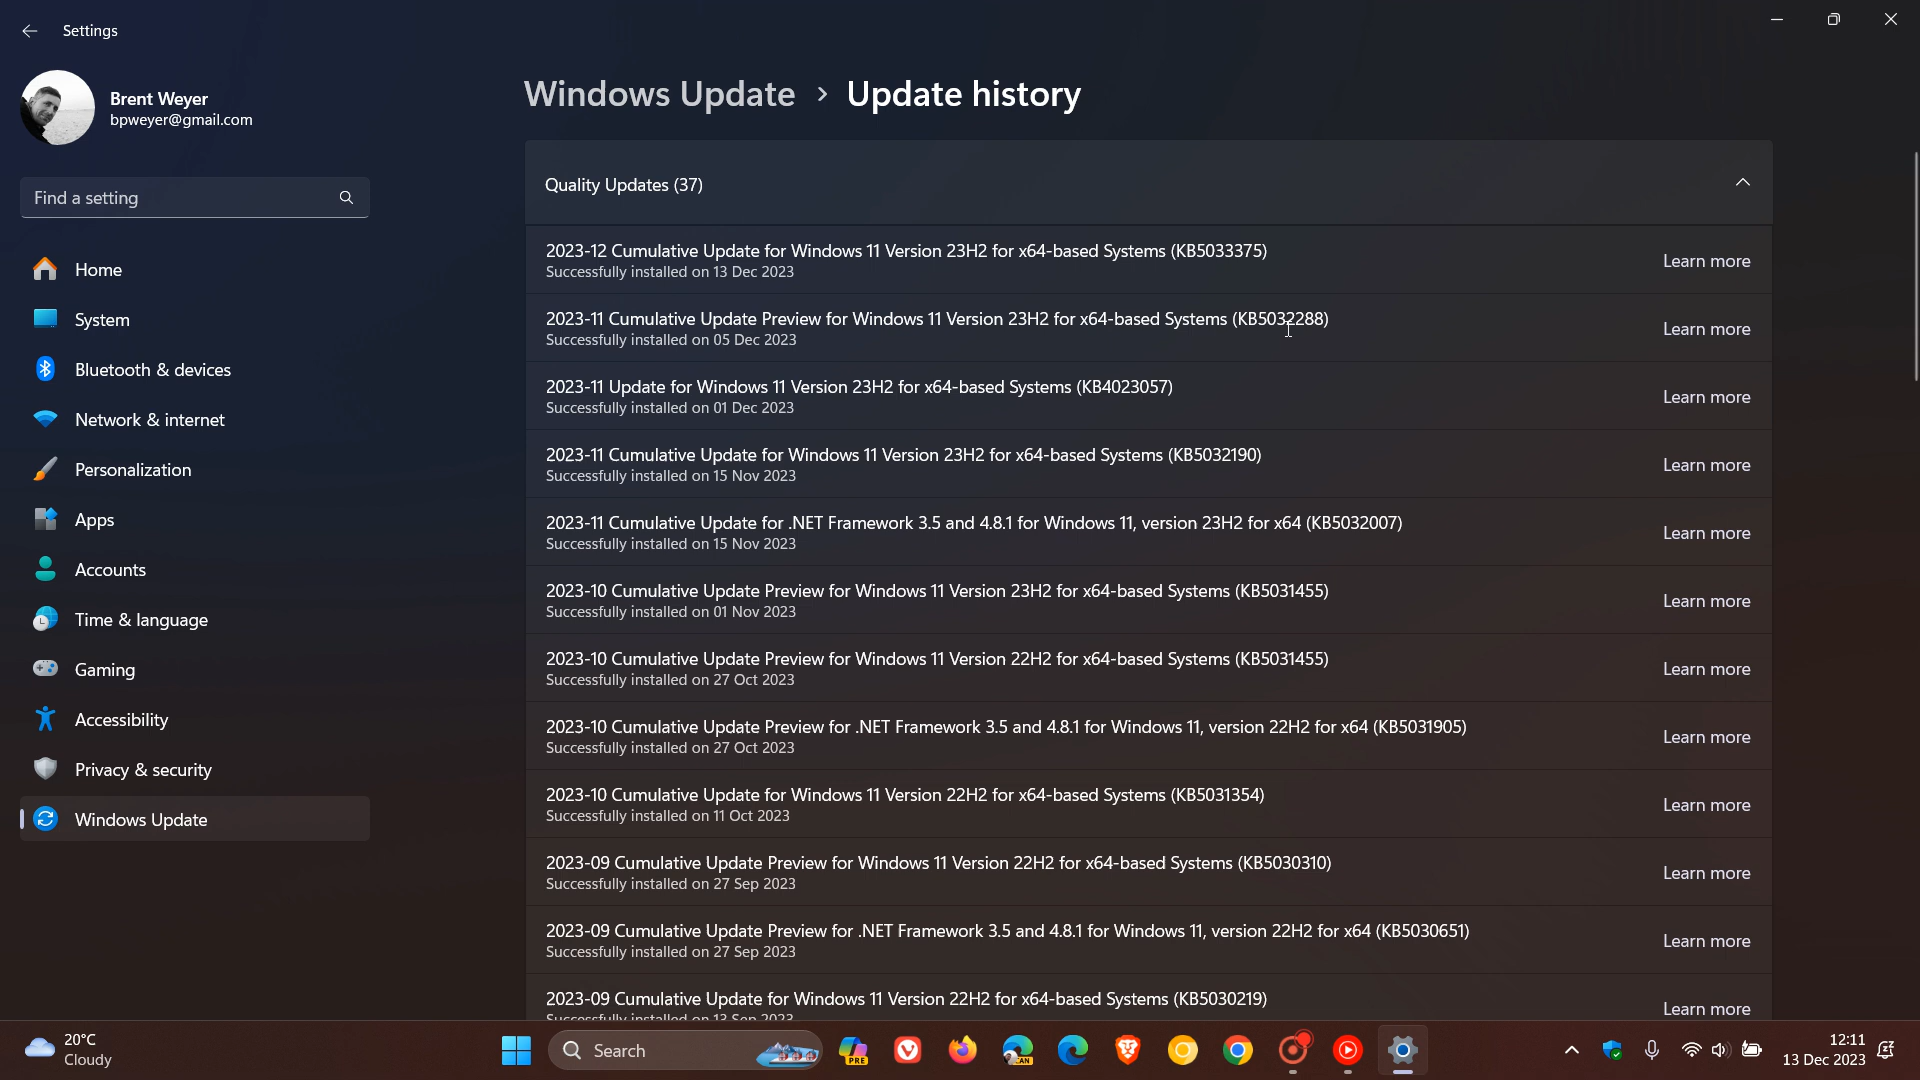 Settings
Brent Weyer
bpweyer@gmail.com
Find a setting
Home
System
Bluetooth & devices
Network & internet
Personalization
Apps
Accounts
Time & language
Gaming
Accessibility
Privacy & security
Windows Update
Windows Update > Update history
Quality Updates (37)
2023-12 Cumulative Update for Windows 11 Version 23H2 for x64-based Systems (KB5033375)
Successfully installed on 13 Dec 2023
Learn more
2023-11 Cumulative Update Preview for Windows 11 Version 23H2 for x64-based Systems (KB5032288)
Successfully installed on 05 Dec 2023
Learn more
2023-11 Update for Windows 11 Version 23H2 for x64-based Systems (KB4023057)
Successfully installed on 01 Dec 2023
Learn more
2023-11 Cumulative Update for Windows 11 Version 23H2 for x64-based Systems (KB5032190)
Successfully installed on 15 Nov 2023
Learn more
2023-11 Cumulative Update for .NET Framework 3.5 and 4.8.1 for Windows 11, version 23H2 for x64 (KB5032007)
Successfully installed on 15 Nov 2023
Learn more
2023-10 Cumulative Update Preview for Windows 11 Version 23H2 for x64-based Systems (KB5031455)
Successfully installed on 01 Nov 2023
Learn more
2023-10 Cumulative Update Preview for Windows 11 Version 22H2 for x64-based Systems (KB5031455)
Successfully installed on 27 Oct 2023
Learn more
2023-10 Cumulative Update Preview for .NET Framework 3.5 and 4.8.1 for Windows 11, version 22H2 for x64 (KB5031905)
Successfully installed on 27 Oct 2023
Learn more
2023-10 Cumulative Update for Windows 11 Version 22H2 for x64-based Systems (KB5031354)
Successfully installed on 11 Oct 2023
Learn more
2023-09 Cumulative Update Preview for Windows 11 Version 22H2 for x64-based Systems (KB5030310)
Successfully installed on 27 Sep 2023
Learn more
2023-09 Cumulative Update Preview for .NET Framework 3.5 and 4.8.1 for Windows 11, version 22H2 for x64 (KB5030651)
Successfully installed on 27 Sep 2023
Learn more
2023-09 Cumulative Update for Windows 11 Version 22H2 for x64-based Systems (KB5030219)
Successfully installed on 13 Sep 2023
Learn more
20°C
Cloudy
Search
PRE
CAN
12:11
13 Dec 2023